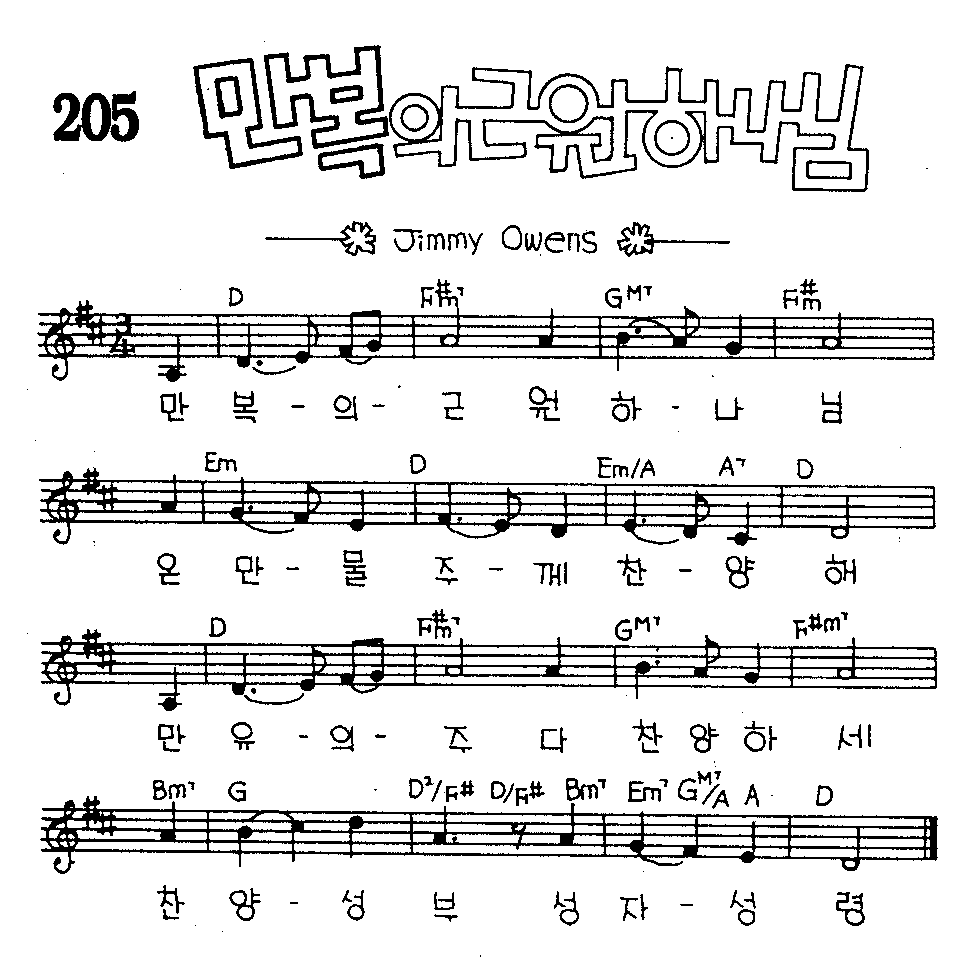 205 만복의근원하나님
Jimmy Owens
D F#m7 GM7 F#m
3/4
만 복 - 의 - 근 원 하 - 나 님
Em D Em/A A7 D
온 만 - 물 주 - 께 찬 - 양 해
D F#m7 GM7 F#m7
만 유 - 의 - 주 다 찬 양 하 세
Bm7 G D2/F# D/F# Bm7 Em7 GM7/A A D
찬 양 - 성 부 성 자 - 성 령